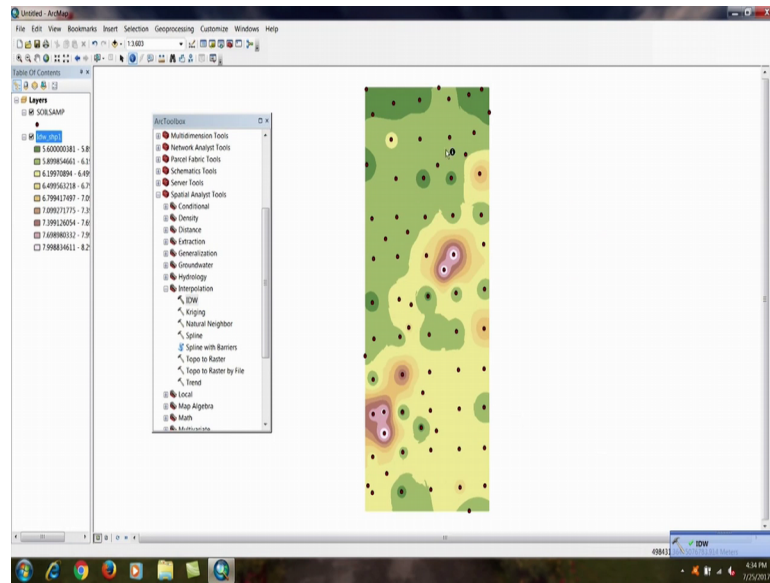 Untitled - ArcMap
File Edit View Bookmarks Insert Selection Geoprocessing Customize Windows Help
1:3,603
Table Of Contents
Layers
SOILSAMP
idw_shp1
5.600000381 - 5.8
5.899854661 - 6.1
6.19970894 - 6.49
6.499563218 - 6.7
6.799417497 - 7.0
7.099271775 - 7.3
7.399126054 - 7.6
7.698980332 - 7.9
7.998834611 - 8.2
ArcToolbox
Multidimension Tools
Network Analyst Tools
Parcel Fabric Tools
Schematics Tools
Server Tools
Spatial Analyst Tools
Conditional
Density
Distance
Extraction
Generalization
Groundwater
Hydrology
Interpolation
IDW
Kriging
Natural Neighbor
Spline
Spline with Barriers
Topo to Raster
Topo to Raster by File
Trend
Local
Map Algebra
Math
Multivariate
IDW
4:34 PM
7/25/2017